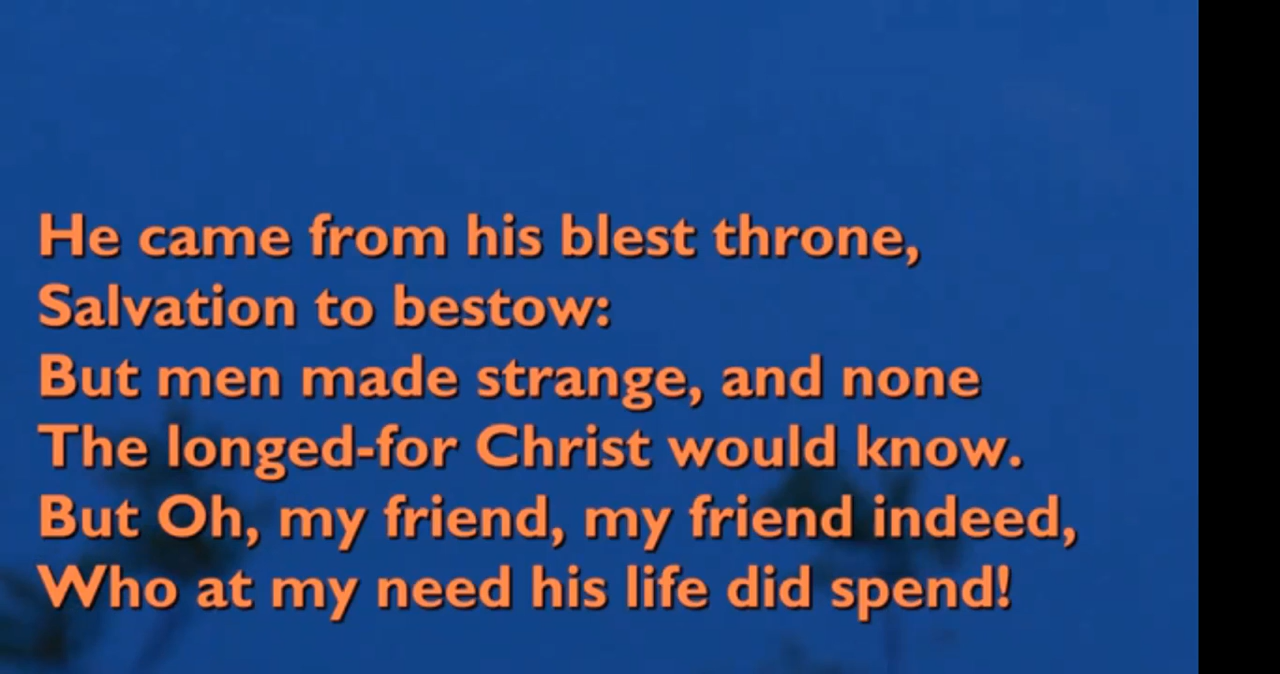 He came from his blest throne,
Salvation to bestow:
But men made strange, and none
The longed-for Christ would know.
But Oh, my friend, my friend indeed,
Who at my need his life did spend!